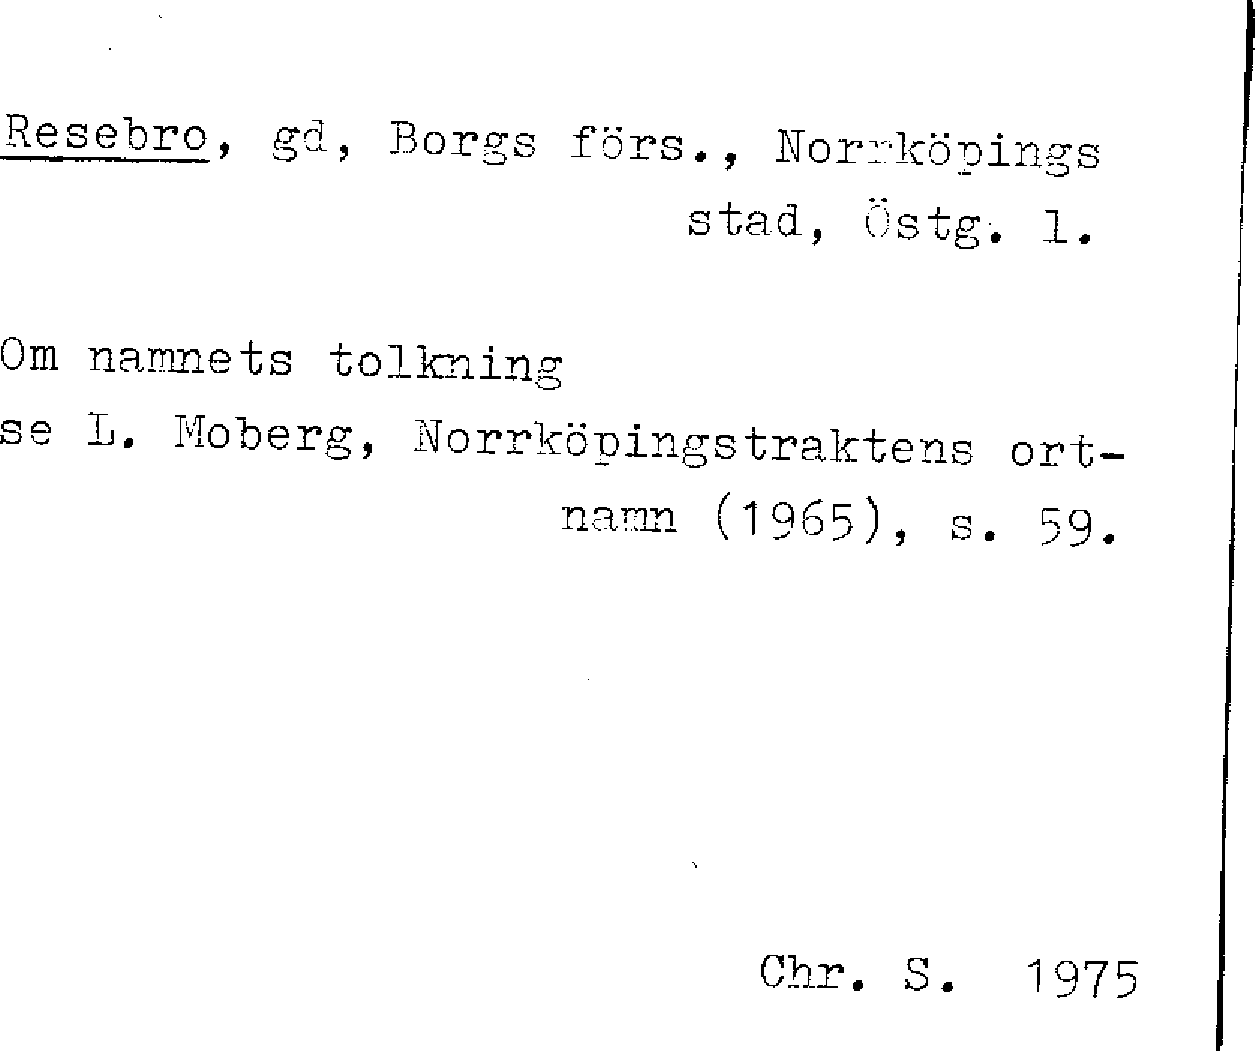 Resebro, gd, Borgs förs., Norrköpings
stad, Östg. l.
Om namnets tolkning
se L. Moberg, Norrköpingstraktens ort-
namn (1965), s. 59.
Chr. S. 1975